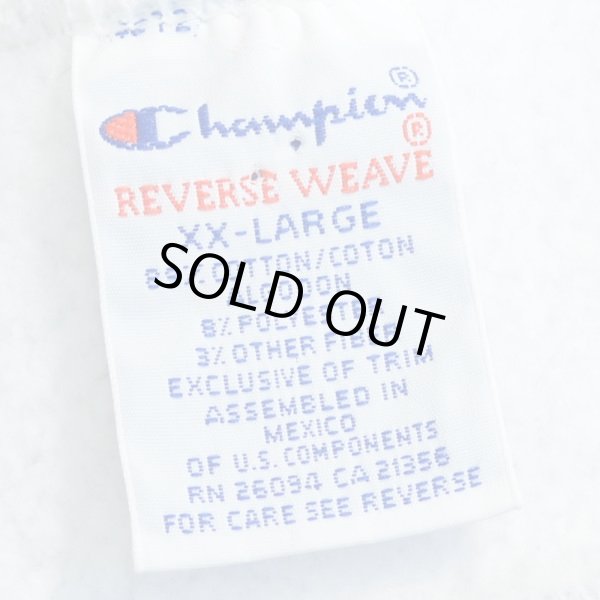 Champion®
®
REVERSE WEAVE
XX-LARGE
COTTON/COTON
SOLD OUT
8% POLYESTER
3% OTHER FIBER
EXCLUSIVE OF TRIM
ASSEMBLED IN
MEXICO
OF U.S. COMPONENTS
RN 26094 CA 21356
FOR CARE SEE REVERSE